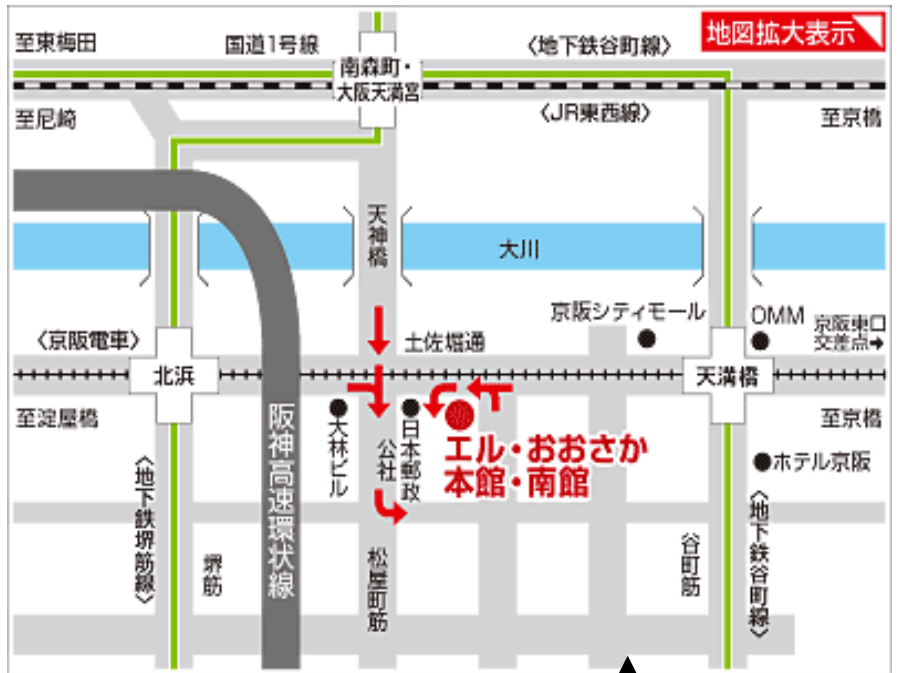 地図拡大表示
至東梅田
国道1号線
〈地下鉄谷町線〉
南森町・
大阪天満宮
至尼崎
〈JR東西線〉
至京橋
天神橋
大川
京阪シティモール
OMM
京阪東口
交差点➔
〈京阪電車〉
土佐堀通
北浜
天満橋
至淀屋橋
至京橋
大林ビル
日本郵政
公社
エル・おおさか
本館・南館
ホテル京阪
阪神高速環状線
〈地下鉄堺筋線〉
堺筋
松屋町筋
谷町筋
〈地下鉄谷町線〉